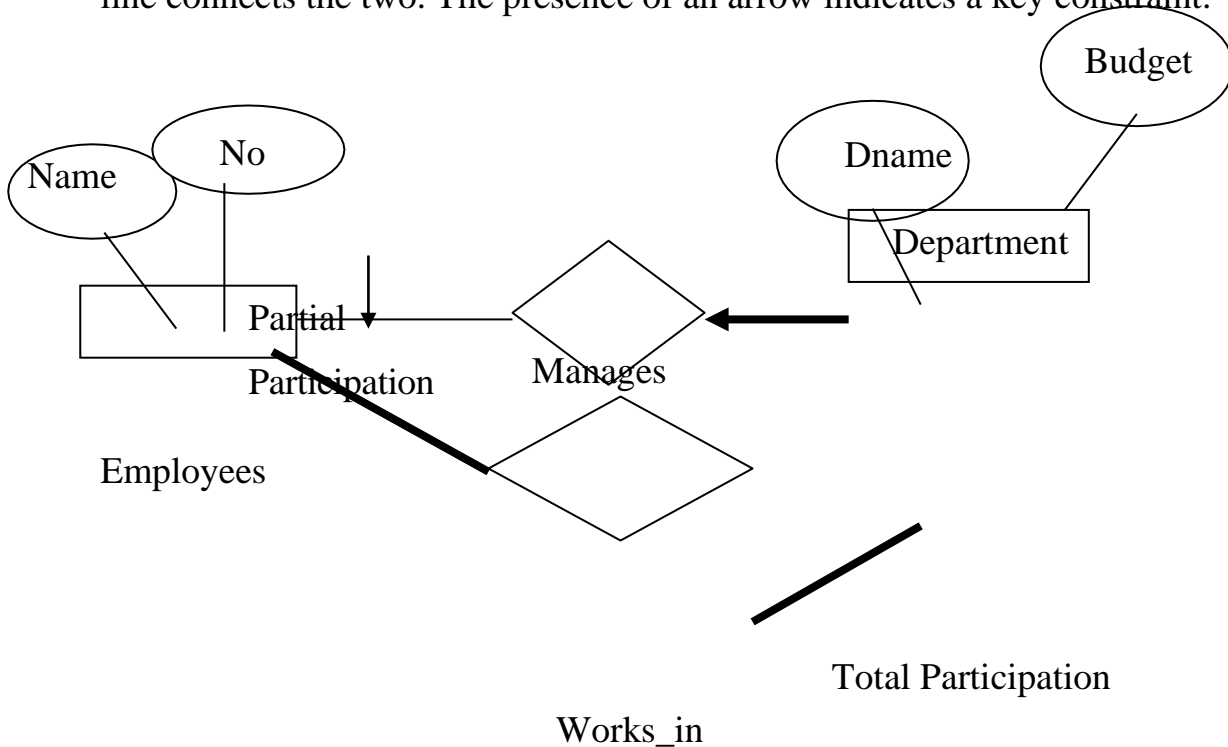 line connects the two. The presence of an arrow indicates a key constraint.
Budget
No
Dname
Name
Department
Partial
Manages
Participation
Employees
Total Participation
Works_in